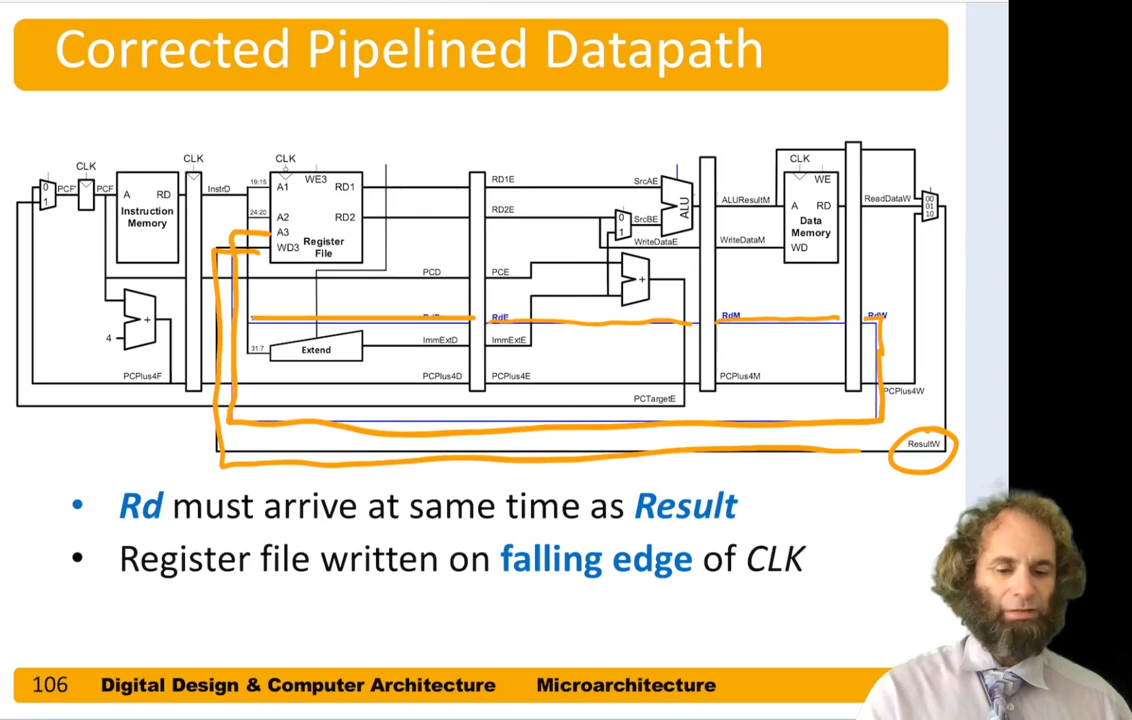 Corrected Pipelined Datapath
CLK
CLK
CLK
CLK
0
1
PCF'
PCF
A RD
Instruction
Memory
InstrD
19:15
24:20
31:7
A1
A2
A3
WD3
WE3
RD1
RD2
Register
File
RD1E
RD2E
SrcAE
0
1
SrcBE
ALU
ALUResultM
WriteDataE
WriteDataM
A RD
WE
Data
Memory
WD
ReadDataW
00
01
10
PCD
PCE
+
+
4
RdE
RdM
RdW
Extend
ImmExtD
ImmExtE
PCPlus4F
PCPlus4D
PCPlus4E
PCPlus4M
PCPlus4W
PCTargetE
ResultW
• Rd must arrive at same time as Result
• Register file written on falling edge of CLK
106 Digital Design & Computer Architecture Microarchitecture